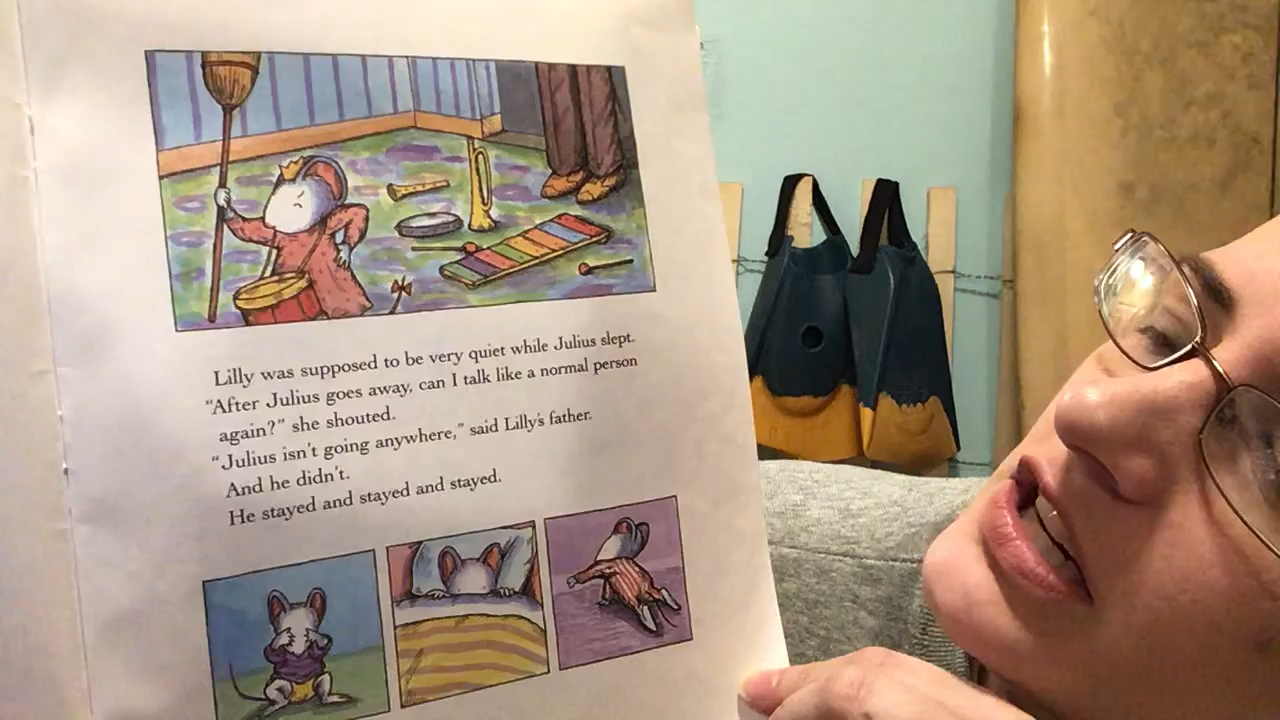 Lilly was supposed to be very quiet while Julius slept.
"After Julius goes away, can I talk like a normal person
again?" she shouted.
"Julius isn't going anywhere," said Lilly's father.
And he didn't.
He stayed and stayed and stayed.